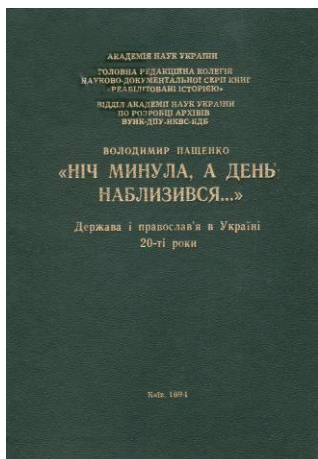 АКАДЕМІЯ НАУК УКРАЇНИ
ГОЛОВНА РЕДАКЦІЙНА КОЛЕГІЯ
НАУКОВО-ДОКУМЕНТАЛЬНОЇ СЕРІЇ КНИГ
«РЕАБІЛІТОВАНІ ІСТОРІЄЮ»
ВІДДІЛ АКАДЕМІЇ НАУК УКРАЇНИ
ПО РОЗРОБЦІ АРХІВІВ
ВУНК-ДПУ-НКВС-КДБ
ВОЛОДИМИР ПАЩЕНКО
«НІЧ МИНУЛА, А ДЕНЬ
НАБЛИЗИВСЯ...»
Держава і православ'я в Україні
20-ті роки
Київ